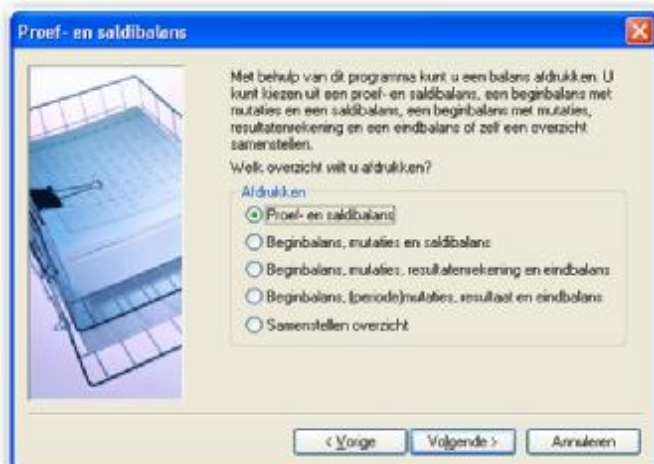 Proef- en saldibalans
Met behulp van dit programma kunt u een balans afdrukken. U
kunt kiezen uit een proef- en saldibalans, een beginbalans met
mutaties en een saldibalans, een beginbalans met mutaties,
resultatenrekening en een eindbalans of zelf een overzicht
samenstellen.
Welk overzicht wilt u afdrukken?
Afdrukken
Proef- en saldibalans
Beginbalans, mutaties en saldibalans
Beginbalans, mutaties, resultatenrekening en eindbalans
Beginbalans, (periode)mutaties, resultaat en eindbalans
Samenstellen overzicht
< Vorige
Volgende >
Annuleren